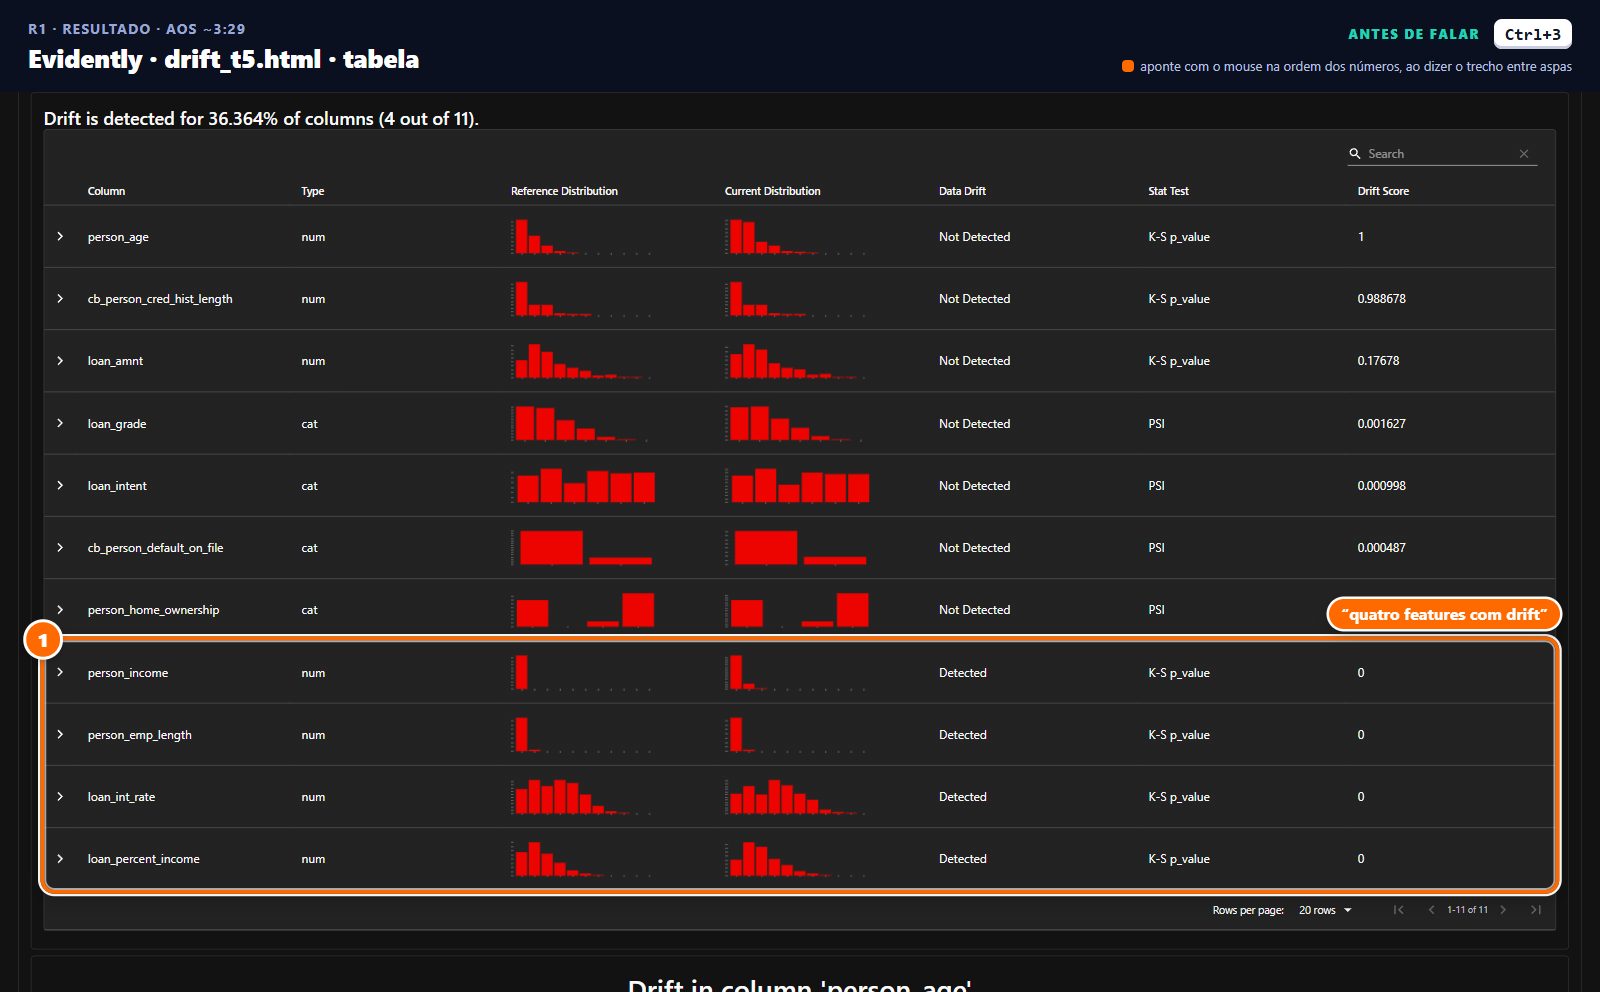 R1 · RESULTADO · AOS ~3:29
Evidently · drift_t5.html · tabela
ANTES DE FALAR Ctrl+3
aponte com o mouse na ordem dos números, ao dizer o trecho entre aspas
Drift is detected for 36.364% of columns (4 out of 11).
Search
Column Type Reference Distribution Current Distribution Data Drift Stat Test Drift Score
person_age num Not Detected K-S p_value 1
cb_person_cred_hist_length num Not Detected K-S p_value 0.988678
loan_amnt num Not Detected K-S p_value 0.17678
loan_grade cat Not Detected PSI 0.001627
loan_intent cat Not Detected PSI 0.000998
cb_person_default_on_file cat Not Detected PSI 0.000487
person_home_ownership cat Not Detected PSI
"quatro features com drift"
1
person_income num Detected K-S p_value 0
person_emp_length num Detected K-S p_value 0
loan_int_rate num Detected K-S p_value 0
loan_percent_income num Detected K-S p_value 0
Rows per page: 20 rows 1-11 of 11
Drift in column 'person_age'